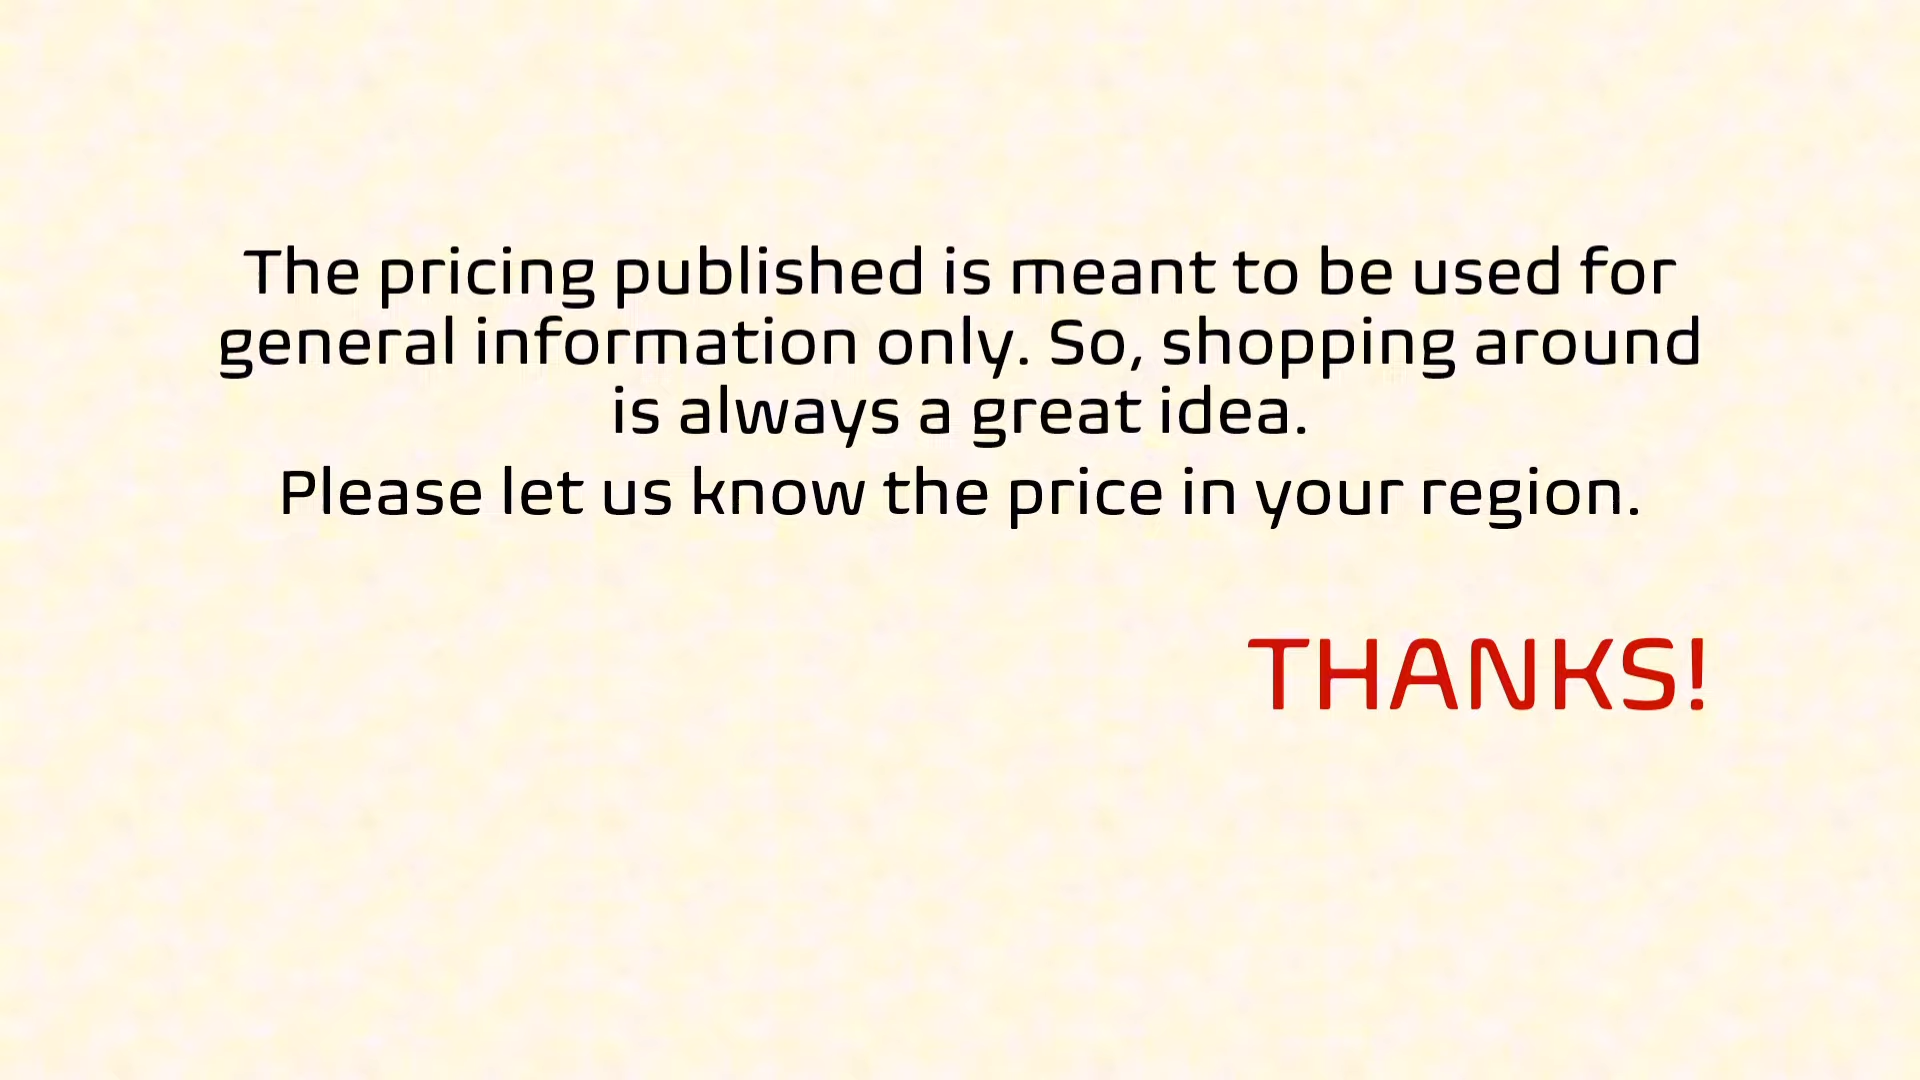 The pricing published is meant to be used for
general information only. So, shopping around
is always a great idea.
Please let us know the price in your region.
THANKS!